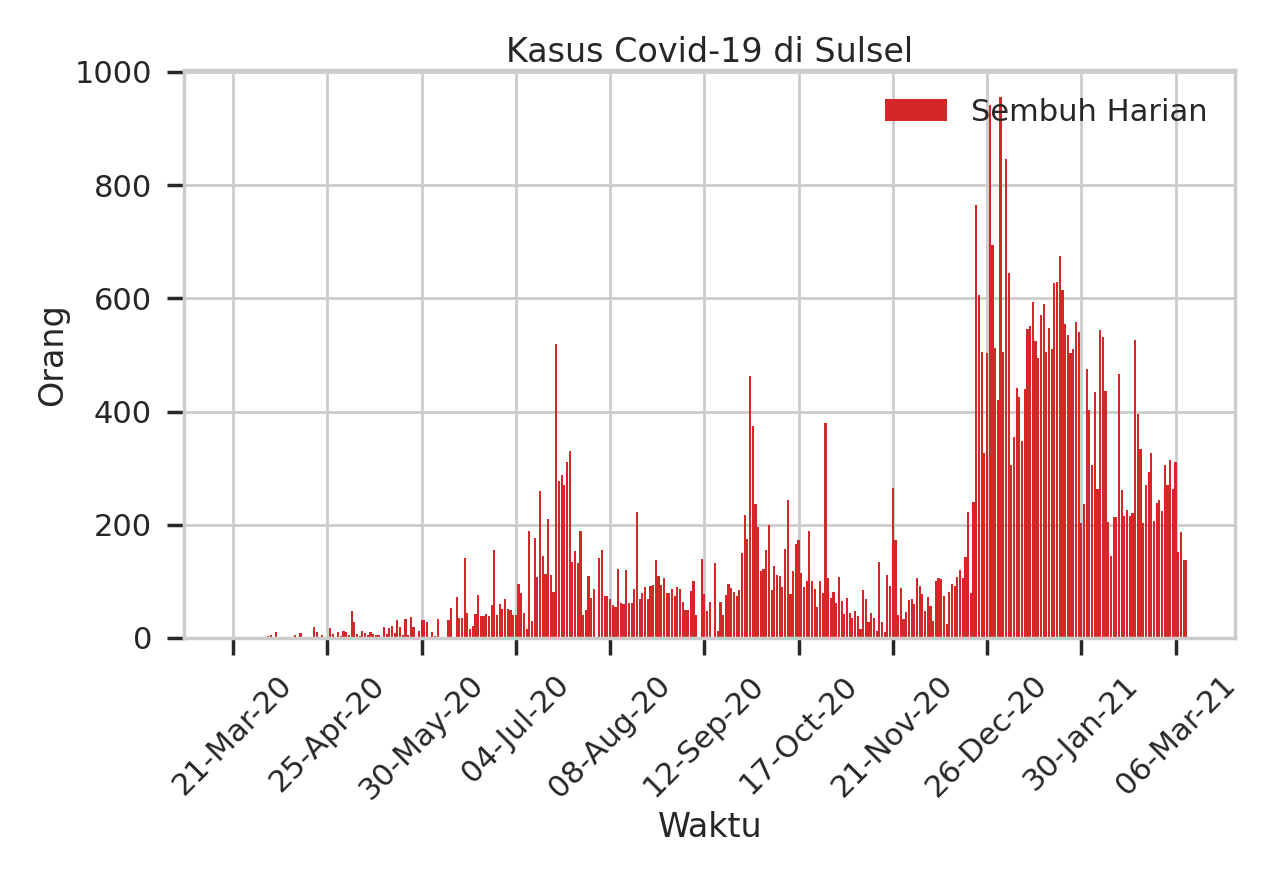 Kasus Covid-19 di Sulsel
Sembuh Harian
Orang
1000
800
600
400
200
0
21-Mar-20
25-Apr-20
30-May-20
04-Jul-20
08-Aug-20
12-Sep-20
17-Oct-20
21-Nov-20
26-Dec-20
30-Jan-21
06-Mar-21
Waktu